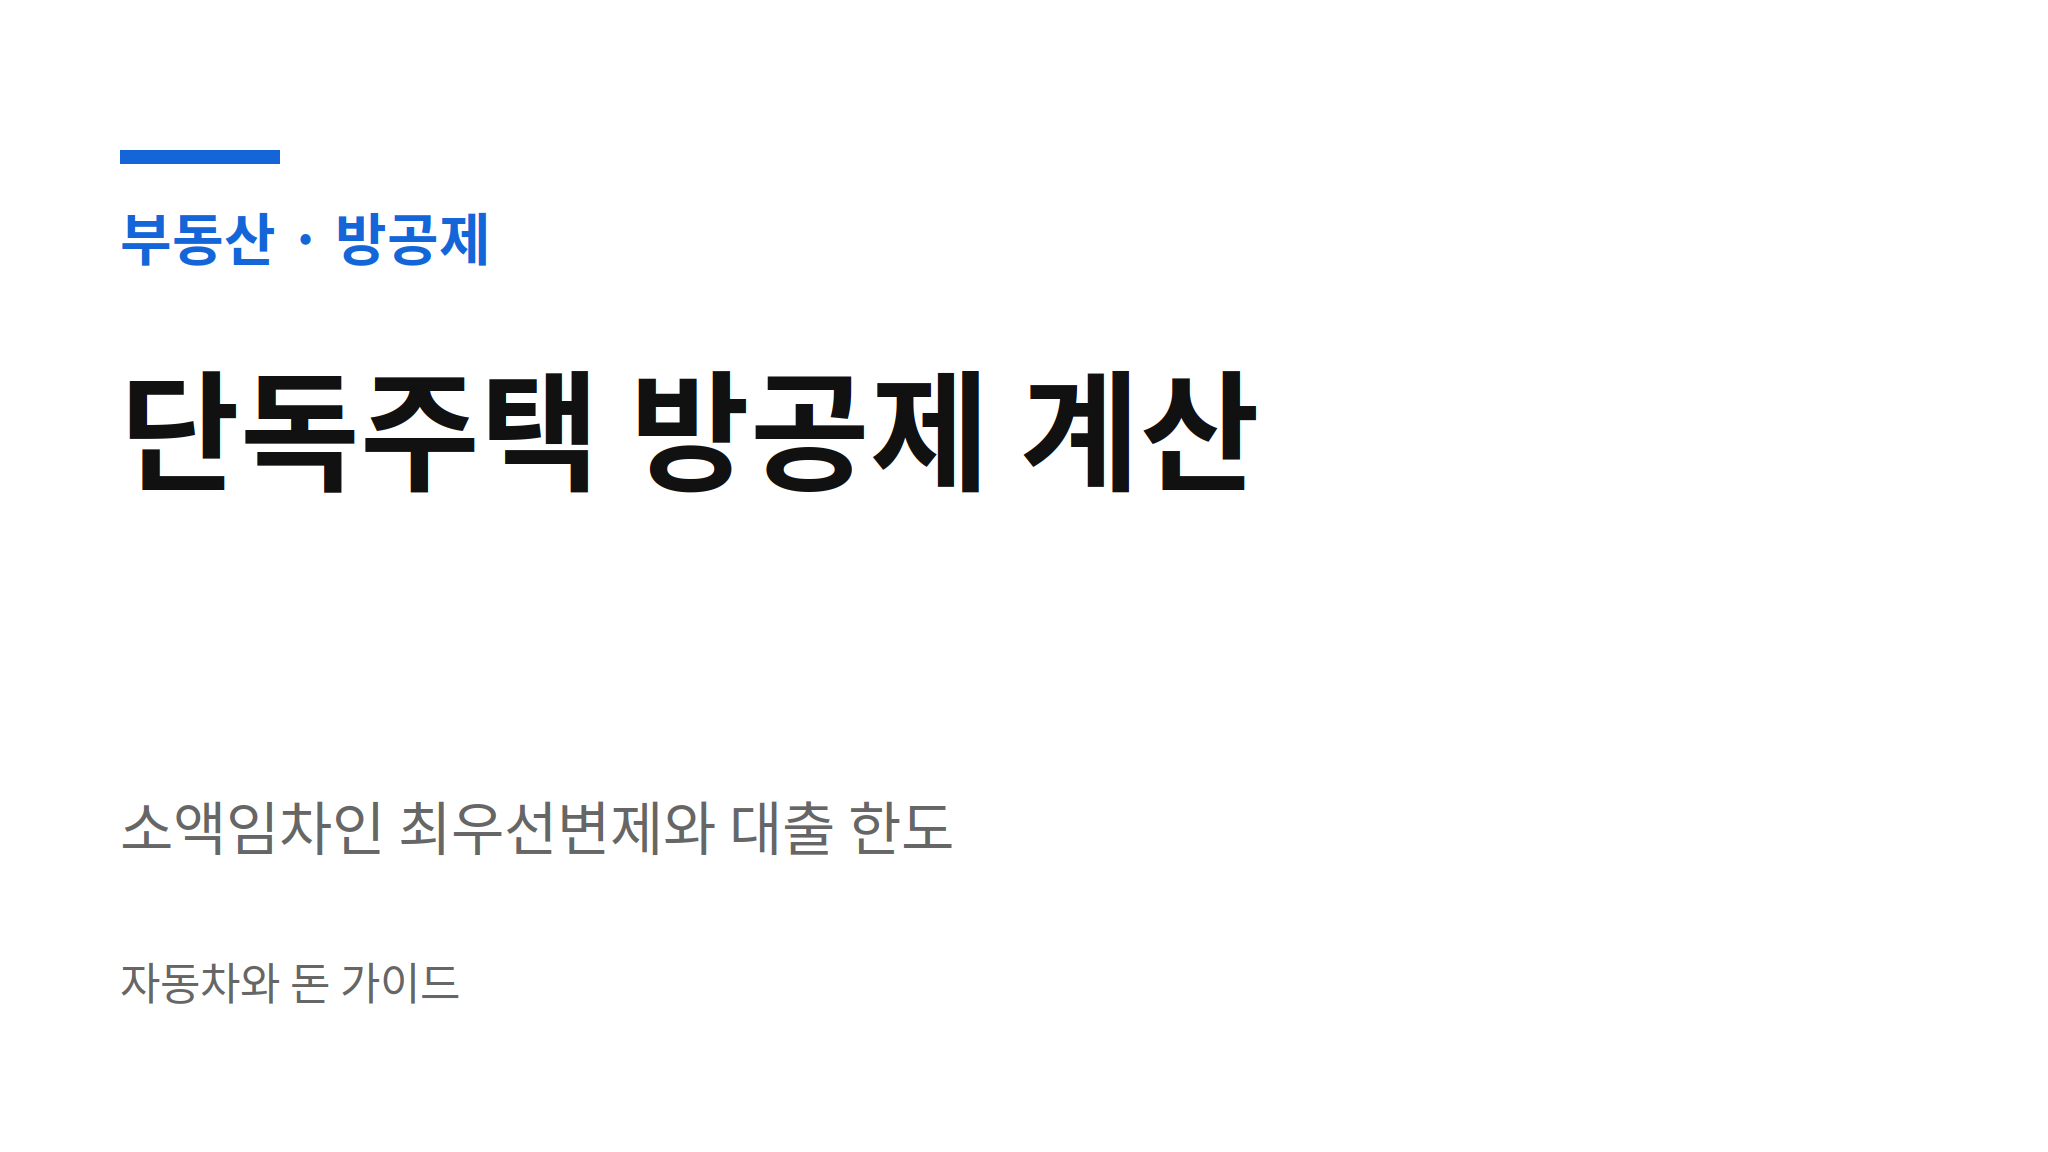 부동산 · 방공제
단독주택 방공제 계산
소액임차인 최우선변제와 대출 한도
자동차와 돈 가이드